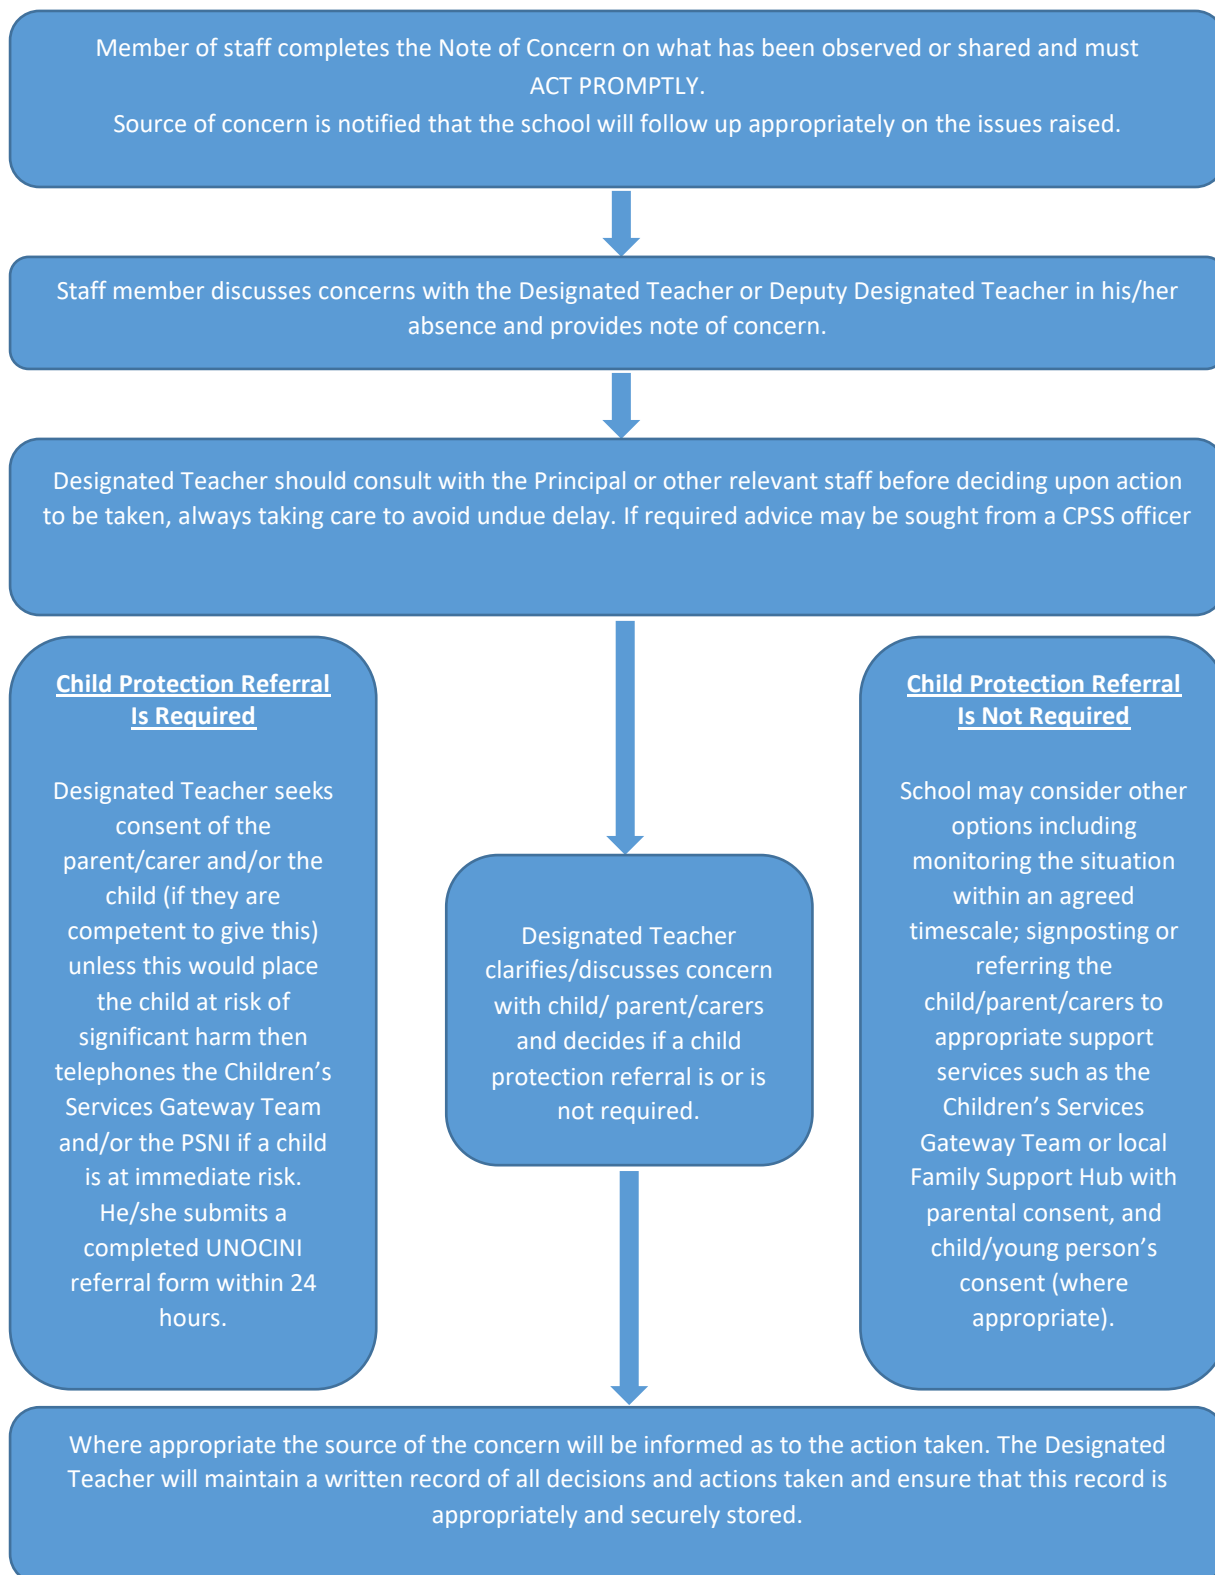 Member of staff completes the Note of Concern on what has been observed or shared and must
ACT PROMPTLY.
Source of concern is notified that the school will follow up appropriately on the issues raised.
Staff member discusses concerns with the Designated Teacher or Deputy Designated Teacher in his/her
absence and provides note of concern.
Designated Teacher should consult with the Principal or other relevant staff before deciding upon action
to be taken, always taking care to avoid undue delay. If required advice may be sought from a CPSS officer
Child Protection Referral
Is Required
Designated Teacher seeks
consent of the
parent/carer and/or the
child (if they are
competent to give this)
unless this would place
the child at risk of
significant harm then
telephones the Children’s
Services Gateway Team
and/or the PSNI if a child
is at immediate risk.
He/she submits a
completed UNOCINI
referral form within 24
hours.
Designated Teacher
clarifies/discusses concern
with child/ parent/carers
and decides if a child
protection referral is or is
not required.
Child Protection Referral
Is Not Required
School may consider other
options including
monitoring the situation
within an agreed
timescale; signposting or
referring the
child/parent/carers to
appropriate support
services such as the
Children’s Services
Gateway Team or local
Family Support Hub with
parental consent, and
child/young person’s
consent (where
appropriate).
Where appropriate the source of the concern will be informed as to the action taken. The Designated
Teacher will maintain a written record of all decisions and actions taken and ensure that this record is
appropriately and securely stored.